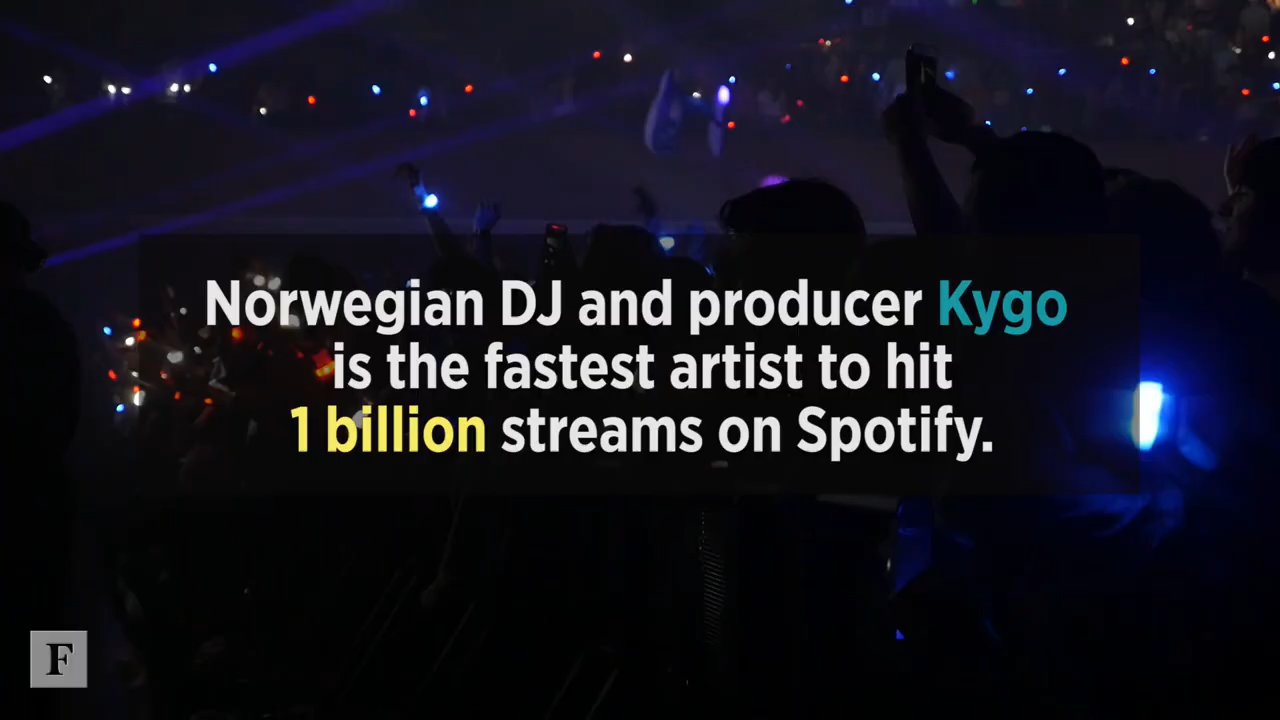 Norwegian DJ and producer Kygo
is the fastest artist to hit
1 billion streams on Spotify.
F